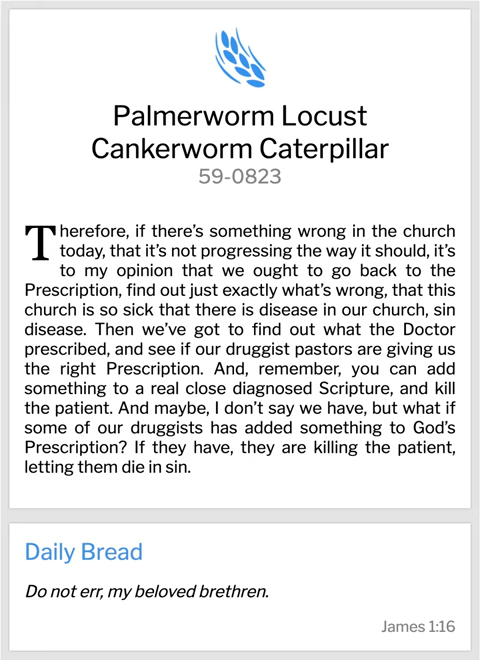 Palmerworm Locust
Cankerworm Caterpillar
59-0823
Therefore, if there's something wrong in the church
today, that it's not progressing the way it should, it's
to my opinion that we ought to go back to the
Prescription, find out just exactly what's wrong, that this
church is so sick that there is disease in our church, sin
disease. Then we've got to find out what the Doctor
prescribed, and see if our druggist pastors are giving us
the right Prescription. And, remember, you can add
something to a real close diagnosed Scripture, and kill
the patient. And maybe, I don't say we have, but what if
some of our druggists has added something to God's
Prescription? If they have, they are killing the patient,
letting them die in sin.
Daily Bread
Do not err, my beloved brethren.
James 1:16